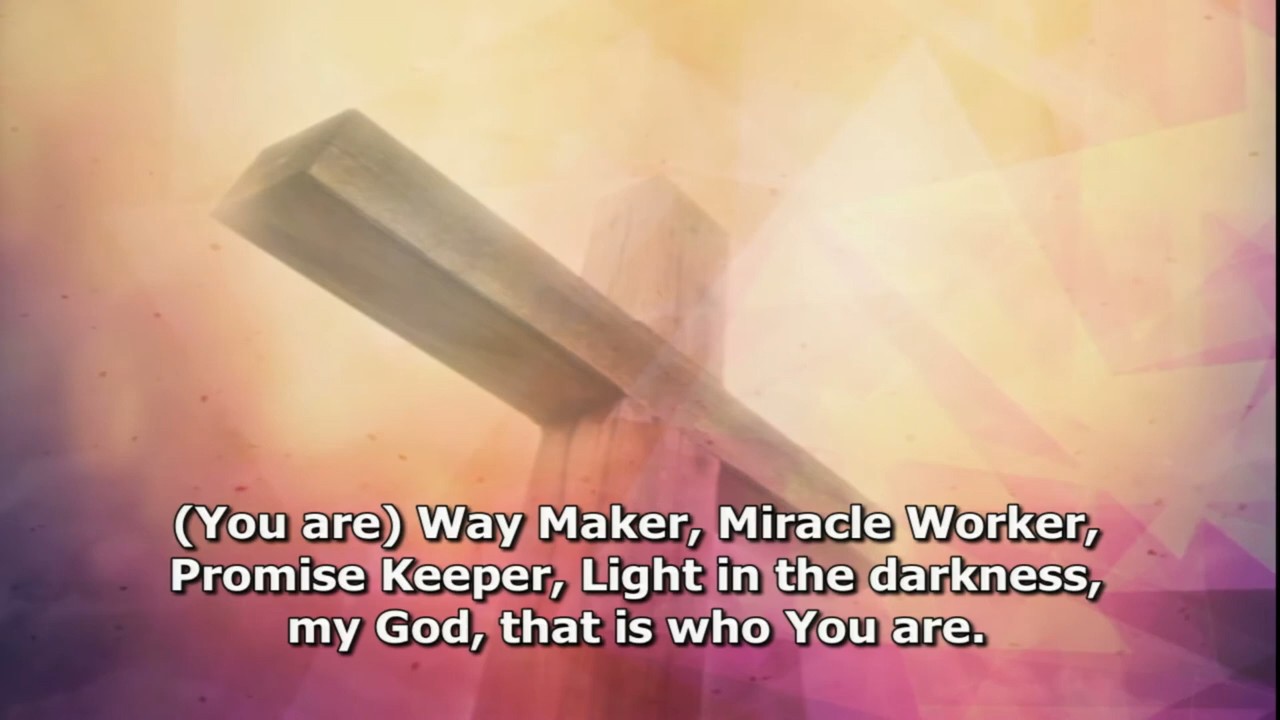 (You are) Way Maker, Miracle Worker,
Promise Keeper, Light in the darkness,
my God, that is who You are.